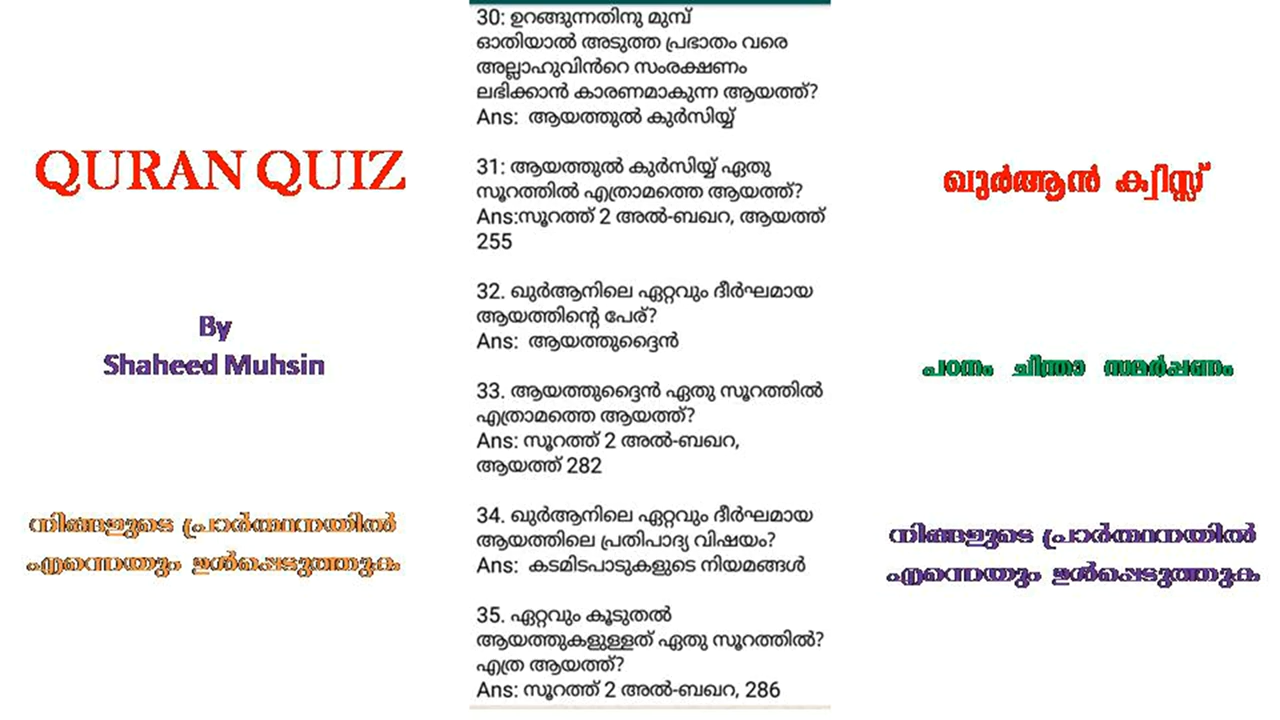 QURAN QUIZ
By
Shaheed Muhsin
നിങ്ങളുടെ പ്രാർത്ഥനയിൽ
എന്നെയും ഉൾപ്പെടുത്തുക
30: ഉറങ്ങുന്നതിനു മുമ്പ്
ഓതിയാൽ അടുത്ത പ്രഭാതം വരെ
അല്ലാഹുവിൻറെ സംരക്ഷണം
ലഭിക്കാൻ കാരണമാകുന്ന ആയത്ത്?
Ans: ആയത്തുൽ കുർസിയ്യ്
31: ആയത്തുൽ കുർസിയ്യ് ഏതു
സൂറത്തിൽ എത്രാമത്തെ ആയത്ത്?
Ans:സൂറത്ത് 2 അൽ-ബഖറ, ആയത്ത്
255
32. ഖുർആനിലെ ഏറ്റവും ദീർഘമായ
ആയത്തിന്റെ പേര്?
Ans: ആയത്തുദ്ദൈൻ
33. ആയത്തുദ്ദൈൻ ഏതു സൂറത്തിൽ
എത്രാമത്തെ ആയത്ത്?
Ans: സൂറത്ത് 2 അൽ-ബഖറ,
ആയത്ത് 282
34. ഖുർആനിലെ ഏറ്റവും ദീർഘമായ
ആയത്തിലെ പ്രതിപാദ്യ വിഷയം?
Ans: കടമിടപാടുകളുടെ നിയമങ്ങൾ
35. ഏറ്റവും കൂടുതൽ
ആയത്തുകളുള്ളത് ഏതു സൂറത്തിൽ?
എത്ര ആയത്ത്?
Ans: സൂറത്ത് 2 അൽ-ബഖറ, 286
ഖുർആൻ ക്വിസ്സ്
പഠനം ചിന്താ സമർപ്പണം
നിങ്ങളുടെ പ്രാർത്ഥനയിൽ
എന്നെയും ഉൾപ്പെടുത്തുക